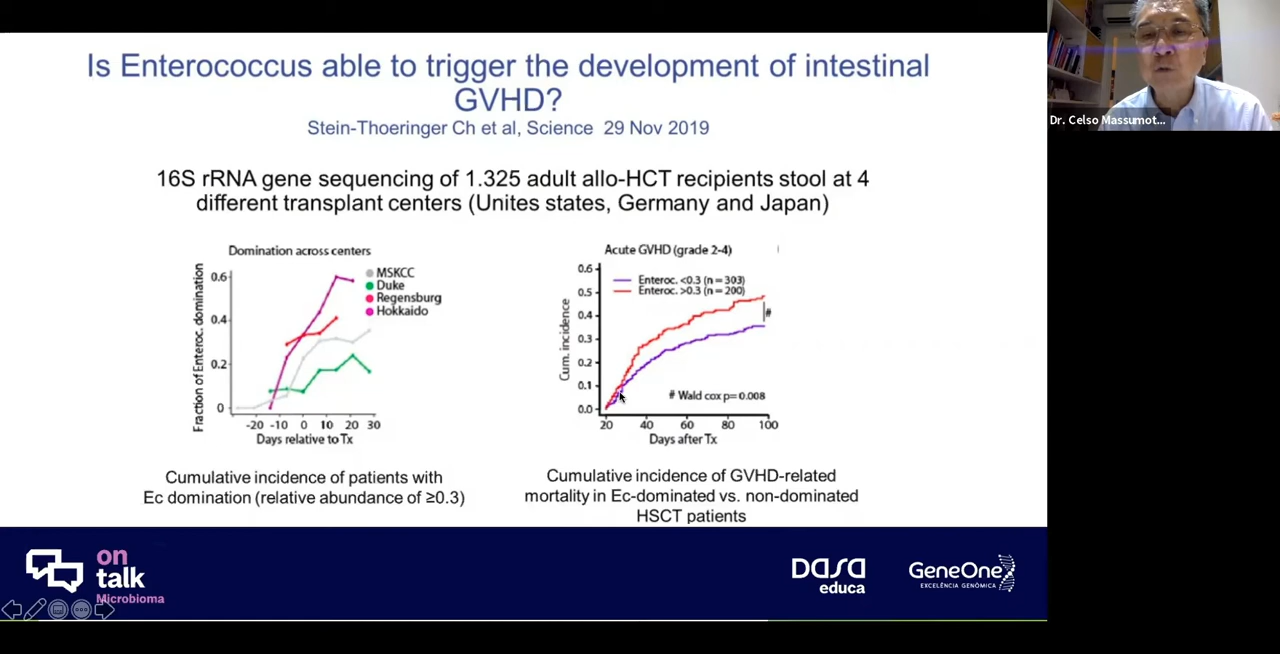 Is Enterococcus able to trigger the development of intestinal
GVHD?
Stein-Thoeringer Ch et al, Science 29 Nov 2019
16S rRNA gene sequencing of 1.325 adult allo-HCT recipients stool at 4
different transplant centers (Unites states, Germany and Japan)
Domination across centers
Fraction of Enteroc. domination
0.6
0.4
0.2
0
-20 -10 0 10 20 30
Days relative to Tx
MSKCC
Duke
Regensburg
Hokkaido
Cumulative incidence of patients with
Ec domination (relative abundance of ≥0.3)
Acute GVHD (grade 2-4)
Cum. incidence
0.6
0.5
0.4
0.3
0.2
0.1
0.0
Enteroc. <0.3 (n = 303)
Enteroc. >0.3 (n = 200)
#
# Wald cox p= 0.008
20 40 60 80 100
Days after Tx
Cumulative incidence of GVHD-related
mortality in Ec-dominated vs. non-dominated
HSCT patients
Dr. Celso Massumot...
on
talk
Microbioma
DASA
educa
GeneOne
EXCELÊNCIA GENÔMICA